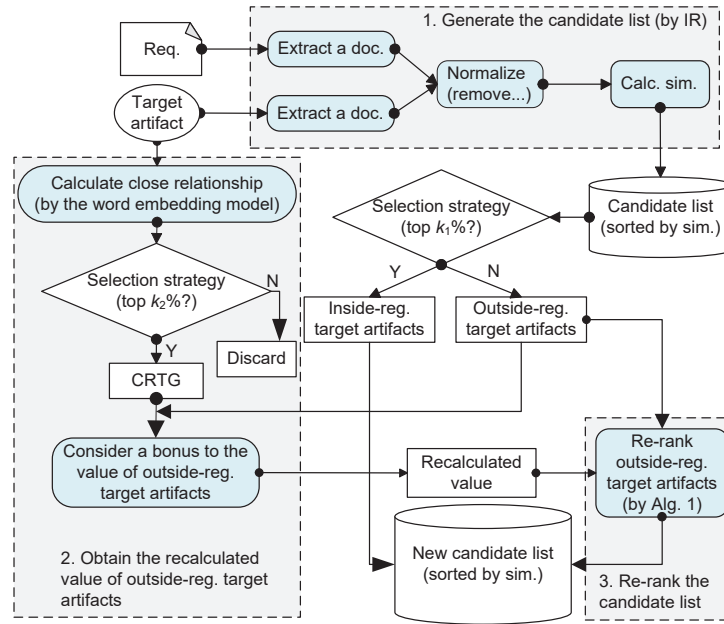 1. Generate the candidate list (by IR)
Req.
Extract a doc.
Normalize
(remove...)
Calc. sim.
Target
artifact
Extract a doc.
Calculate close relationship
(by the word embedding model)
Selection strategy
(top k₁%?)
Candidate list
(sorted by sim.)
Selection strategy
(top k₂%?)
N
Y
N
Inside-reg.
target artifacts
Outside-reg.
target artifacts
Y
Discard
CRTG
Consider a bonus to the
value of outside-reg.
target artifacts
Recalculated
value
Re-rank
outside-reg.
target artifacts
(by Alg. 1)
New candidate list
(sorted by sim.)
2. Obtain the recalculated
value of outside-reg. target
artifacts
3. Re-rank the
candidate list